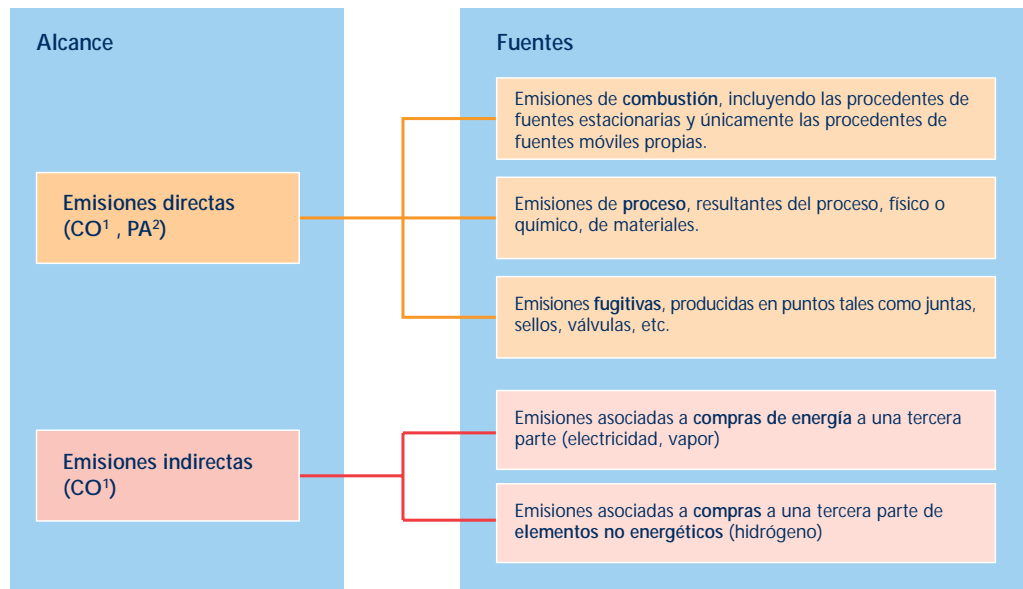 Alcance
Fuentes
Emisiones directas
(CO¹ , PA²)
Emisiones de combustión, incluyendo las procedentes de
fuentes estacionarias y únicamente las procedentes de
fuentes móviles propias.
Emisiones de proceso, resultantes del proceso, físico o
químico, de materiales.
Emisiones fugitivas, producidas en puntos tales como juntas,
sellos, válvulas, etc.
Emisiones indirectas
(CO¹)
Emisiones asociadas a compras de energía a una tercera
parte (electricidad, vapor)
Emisiones asociadas a compras a una tercera parte de
elementos no energéticos (hidrógeno)